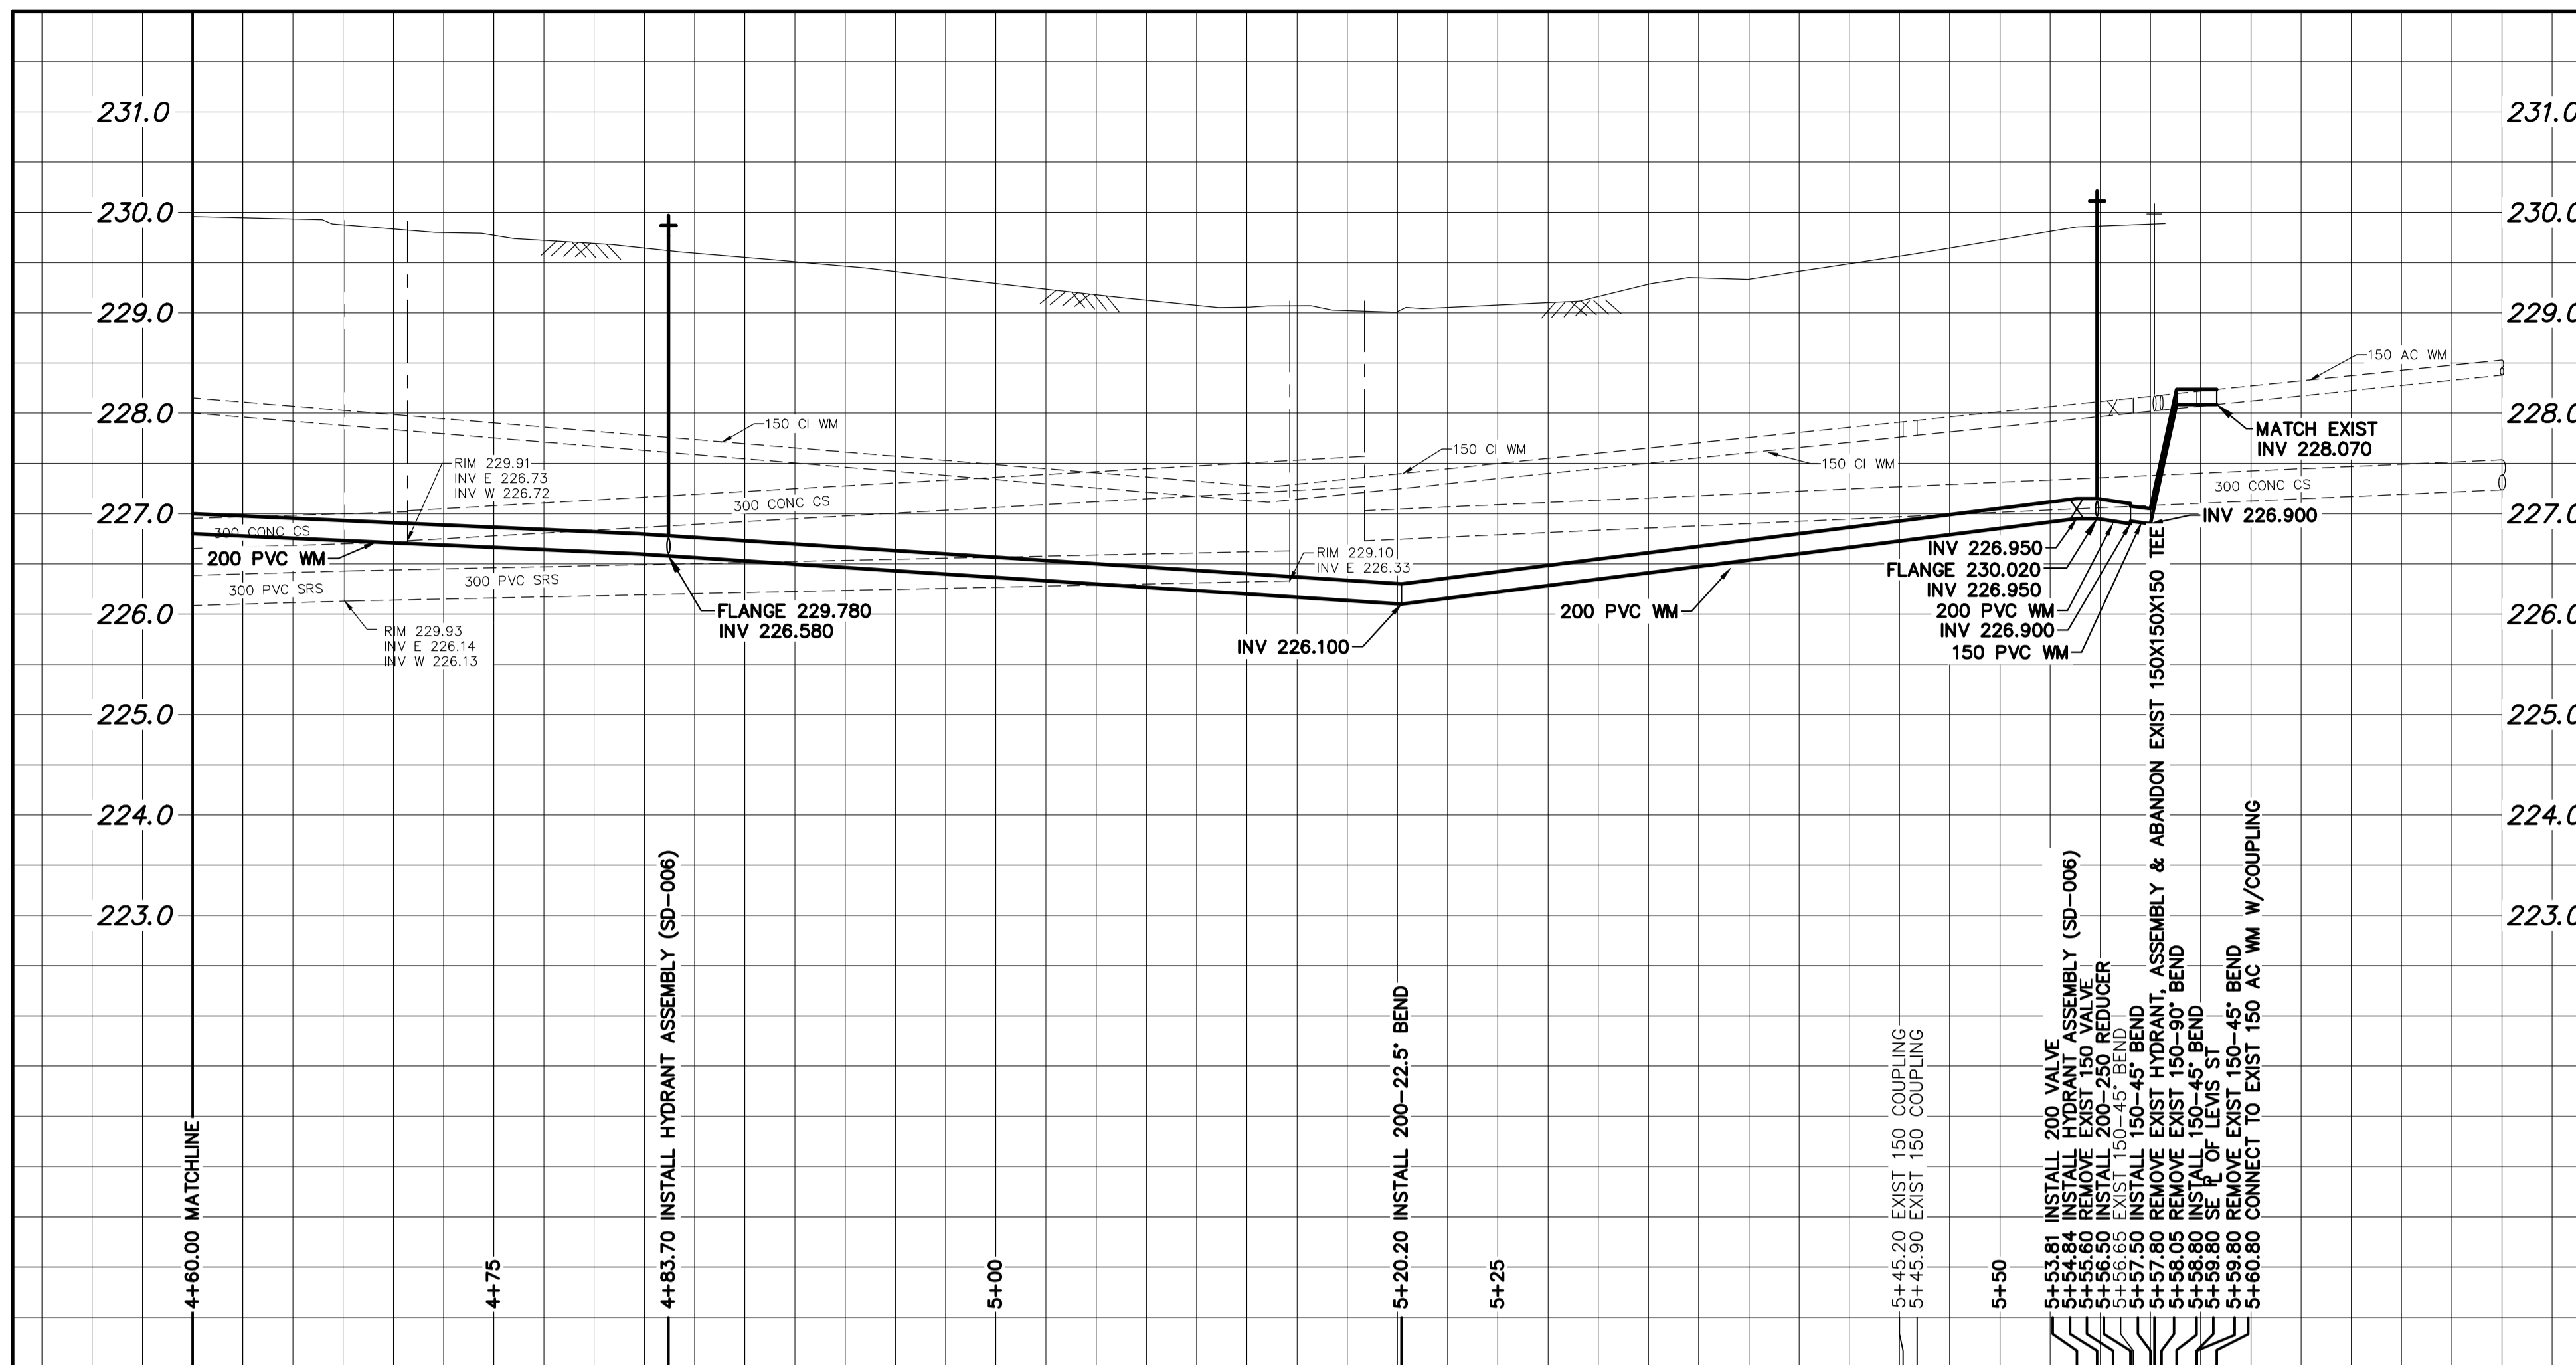 231.0
231.0
230.0
230.0
229.0
229.0
150 AC WM
228.0
150 CI WM
228.0
MATCH EXIST
INV 228.070
150 CI WM
150 CI WM
RIM 229.91
INV E 226.73
INV W 226.72
300 CONC CS
300 CONC CS
227.0
227.0
INV 226.900
300 CONC CS
200 PVC WM
300 PVC SRS
300 PVC SRS
RIM 229.10
INV E 226.33
INV 226.950
FLANGE 230.020
INV 226.950
200 PVC WM
INV 226.900
150 PVC WM
226.0
226.0
FLANGE 229.780
INV 226.580
200 PVC WM
RIM 229.93
INV E 226.14
INV W 226.13
INV 226.100
225.0
225.0
224.0
224.0
223.0
223.0
4+60.00 MATCHLINE
4+75
4+83.70 INSTALL HYDRANT ASSEMBLY (SD-006)
5+00
5+20.20 INSTALL 200-22.5° BEND
5+25
5+45.20 EXIST 150 COUPLING
5+45.90 EXIST 150 COUPLING
5+50
5+53.81 INSTALL 200 VALVE
5+54.84 INSTALL HYDRANT ASSEMBLY (SD-006)
5+55.60 REMOVE EXIST 150 VALVE
5+56.50 INSTALL 200-250 REDUCER
5+56.65 EXIST 150-45° BEND
5+57.50 INSTALL 150-45° BEND
5+57.80 REMOVE EXIST HYDRANT, ASSEMBLY & ABANDON EXIST 150X150X150 TEE
5+58.05 REMOVE EXIST 150-90° BEND
5+58.80 INSTALL 150-45° BEND
5+59.80 SE PL OF LEVIS ST
5+59.80 REMOVE EXIST 150-45° BEND
5+60.80 CONNECT TO EXIST 150 AC WM W/COUPLING